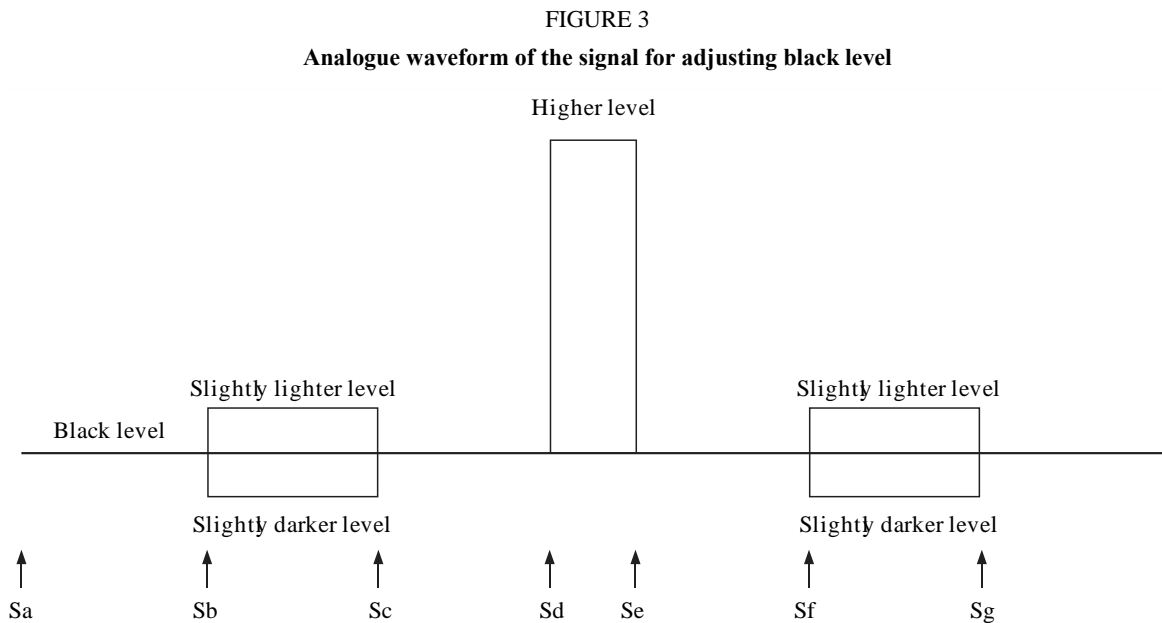 FIGURE 3
Analogue waveform of the signal for adjusting black level
Higher level
Slightly lighter level
Slightly lighter level
Black level
Slightly darker level
Slightly darker level
Sa
Sb
Sc
Sd
Se
Sf
Sg